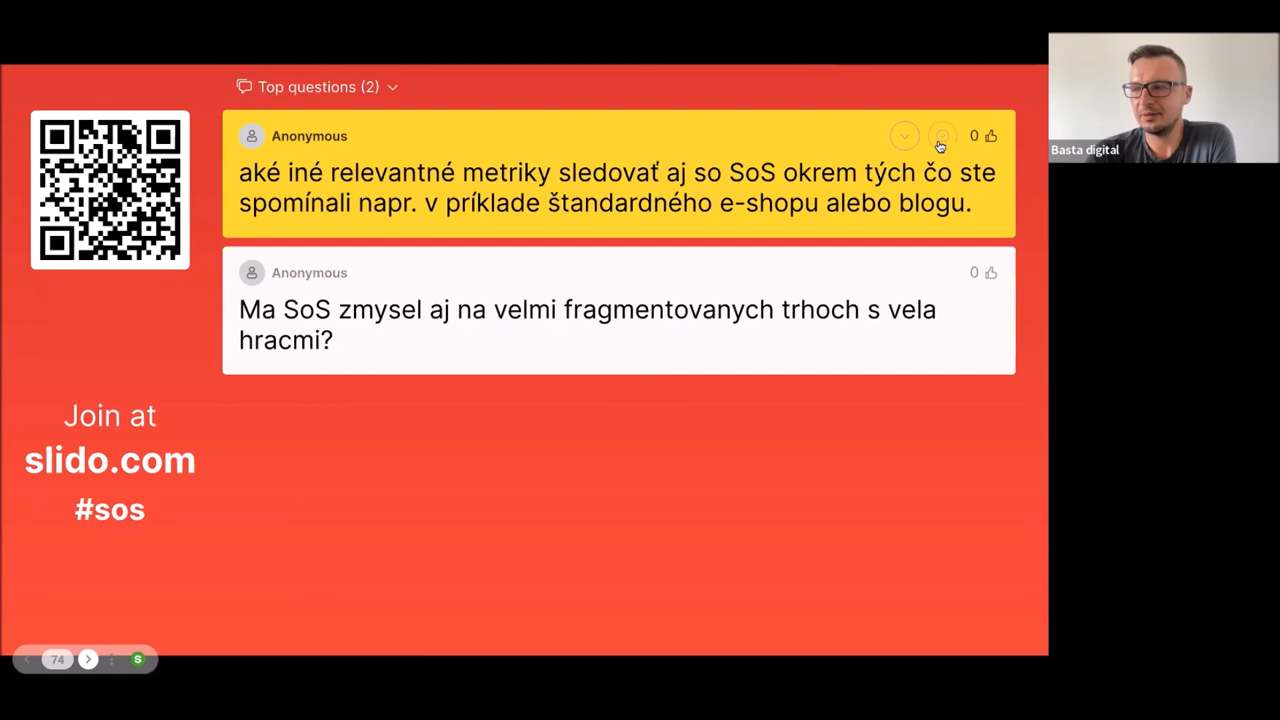 Top questions (2)
Anonymous
0
aké iné relevantné metriky sledovať aj so SoS okrem tých čo ste
spomínali napr. v príklade štandardného e-shopu alebo blogu.
Anonymous
0
Ma SoS zmysel aj na velmi fragmentovanych trhoch s vela
hracmi?
Join at
slido.com
#sos
74
S
Basta digital